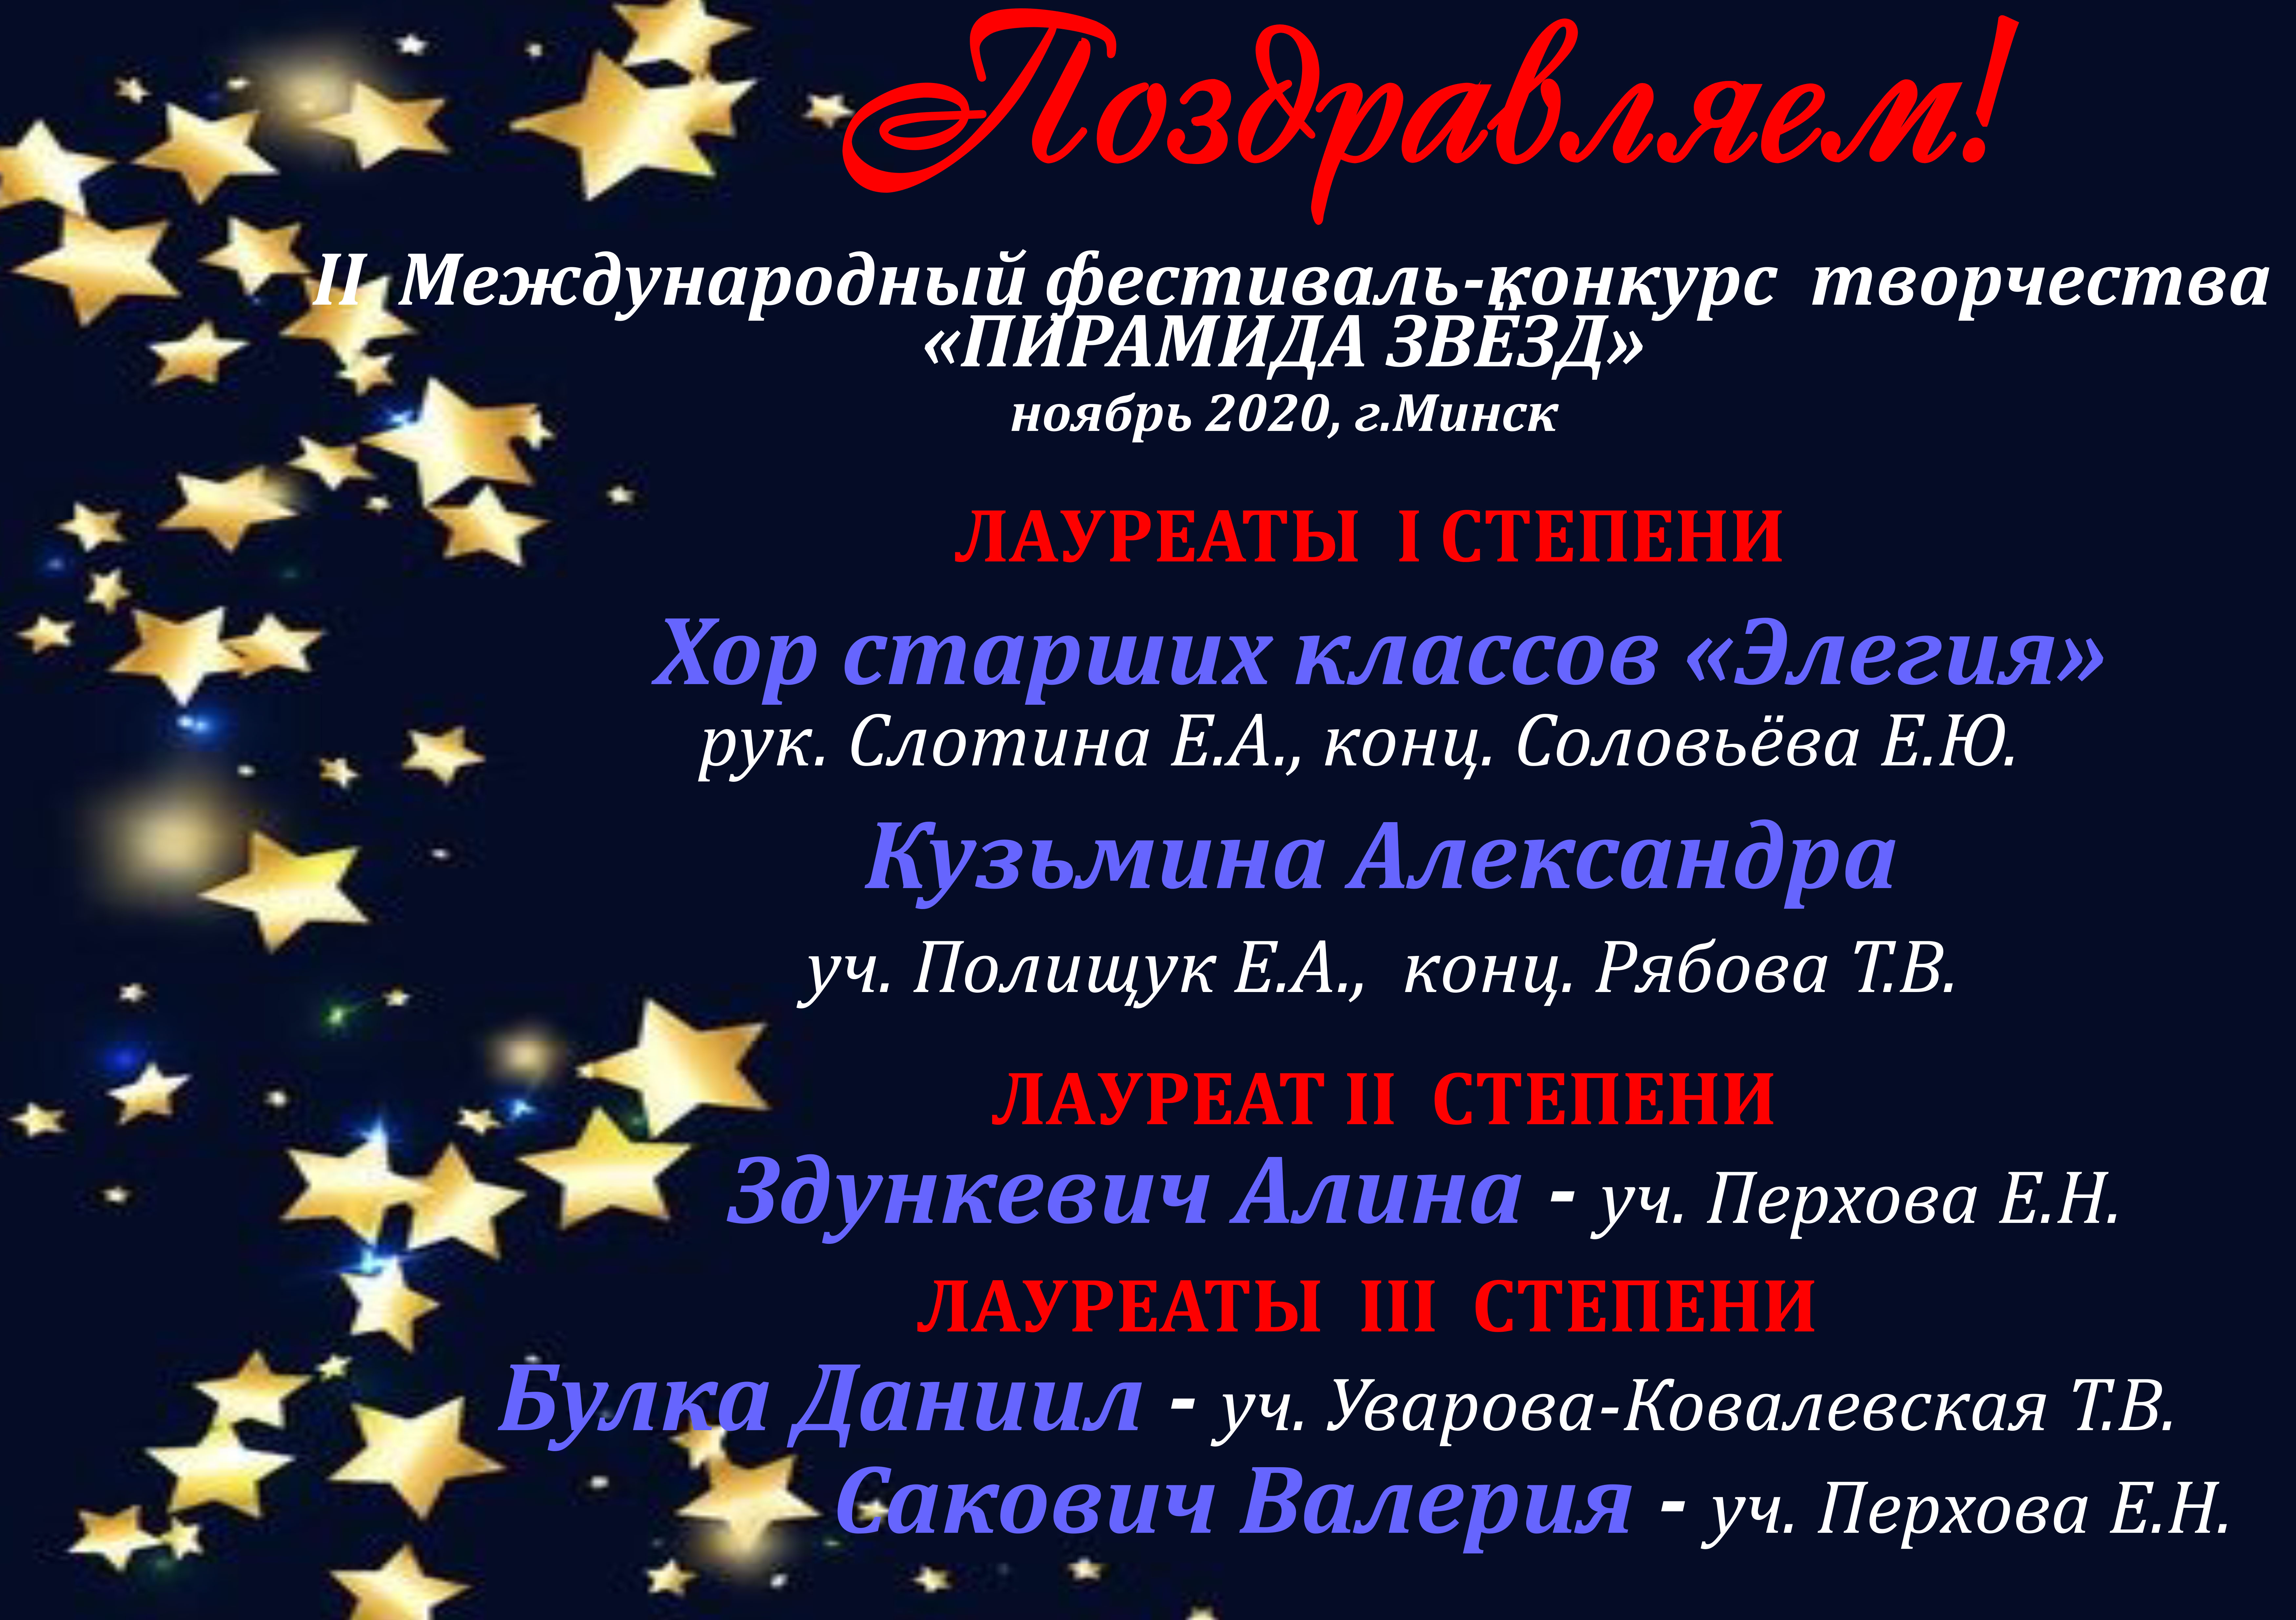 Поздравляем!
II Международный фестиваль-конкурс творчества
«ПИРАМИДА ЗВЁЗД»
ноябрь 2020, г.Минск
ЛАУРЕАТЫ I СТЕПЕНИ
Хор старших классов «Элегия»
рук. Слотина Е.А., конц. Соловьёва Е.Ю.
Кузьмина Александра
уч. Полищук Е.А., конц. Рябова Т.В.
ЛАУРЕАТ II СТЕПЕНИ
Здункевич Алина - уч. Перхова Е.Н.
ЛАУРЕАТЫ III СТЕПЕНИ
Булка Даниил - уч. Уварова-Ковалевская Т.В.
Сакович Валерия - уч. Перхова Е.Н.